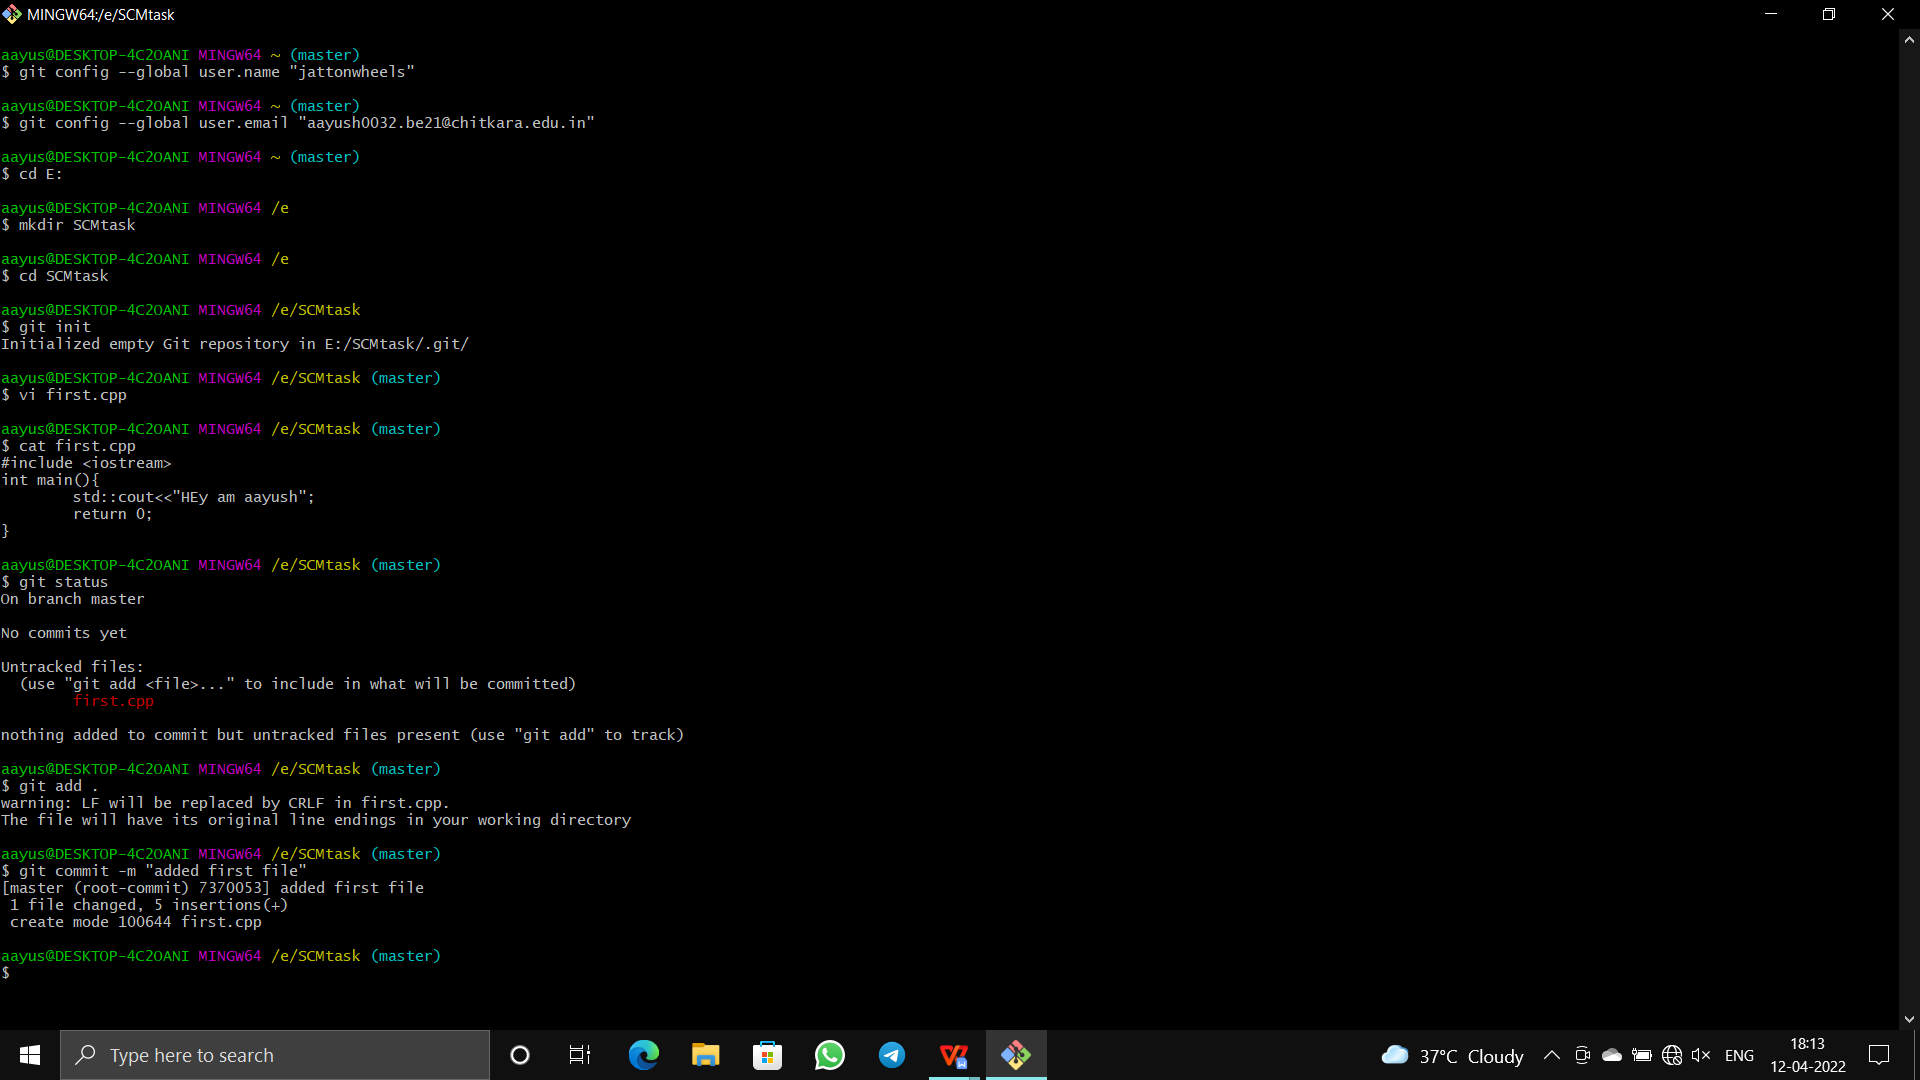 MINGW64:/e/SCMtask
aayus@DESKTOP-4C2OANI MINGW64 ~ (master)
$ git config --global user.name "jattonwheels"
aayus@DESKTOP-4C2OANI MINGW64 ~ (master)
$ git config --global user.email "aayush0032.be21@chitkara.edu.in"
aayus@DESKTOP-4C2OANI MINGW64 ~ (master)
$ cd E:
aayus@DESKTOP-4C2OANI MINGW64 /e
$ mkdir SCMtask
aayus@DESKTOP-4C2OANI MINGW64 /e
$ cd SCMtask
aayus@DESKTOP-4C2OANI MINGW64 /e/SCMtask
$ git init
Initialized empty Git repository in E:/SCMtask/.git/
aayus@DESKTOP-4C2OANI MINGW64 /e/SCMtask (master)
$ vi first.cpp
aayus@DESKTOP-4C2OANI MINGW64 /e/SCMtask (master)
$ cat first.cpp
#include <iostream>
int main(){
        std::cout<<"HEy am aayush";
        return 0;
}
aayus@DESKTOP-4C2OANI MINGW64 /e/SCMtask (master)
$ git status
On branch master
No commits yet
Untracked files:
  (use "git add <file>..." to include in what will be committed)
        first.cpp
nothing added to commit but untracked files present (use "git add" to track)
aayus@DESKTOP-4C2OANI MINGW64 /e/SCMtask (master)
$ git add .
warning: LF will be replaced by CRLF in first.cpp.
The file will have its original line endings in your working directory
aayus@DESKTOP-4C2OANI MINGW64 /e/SCMtask (master)
$ git commit -m "added first file"
[master (root-commit) 7370053] added first file
 1 file changed, 5 insertions(+)
 create mode 100644 first.cpp
aayus@DESKTOP-4C2OANI MINGW64 /e/SCMtask (master)
$
Type here to search
37°C Cloudy
ENG
18:13
12-04-2022